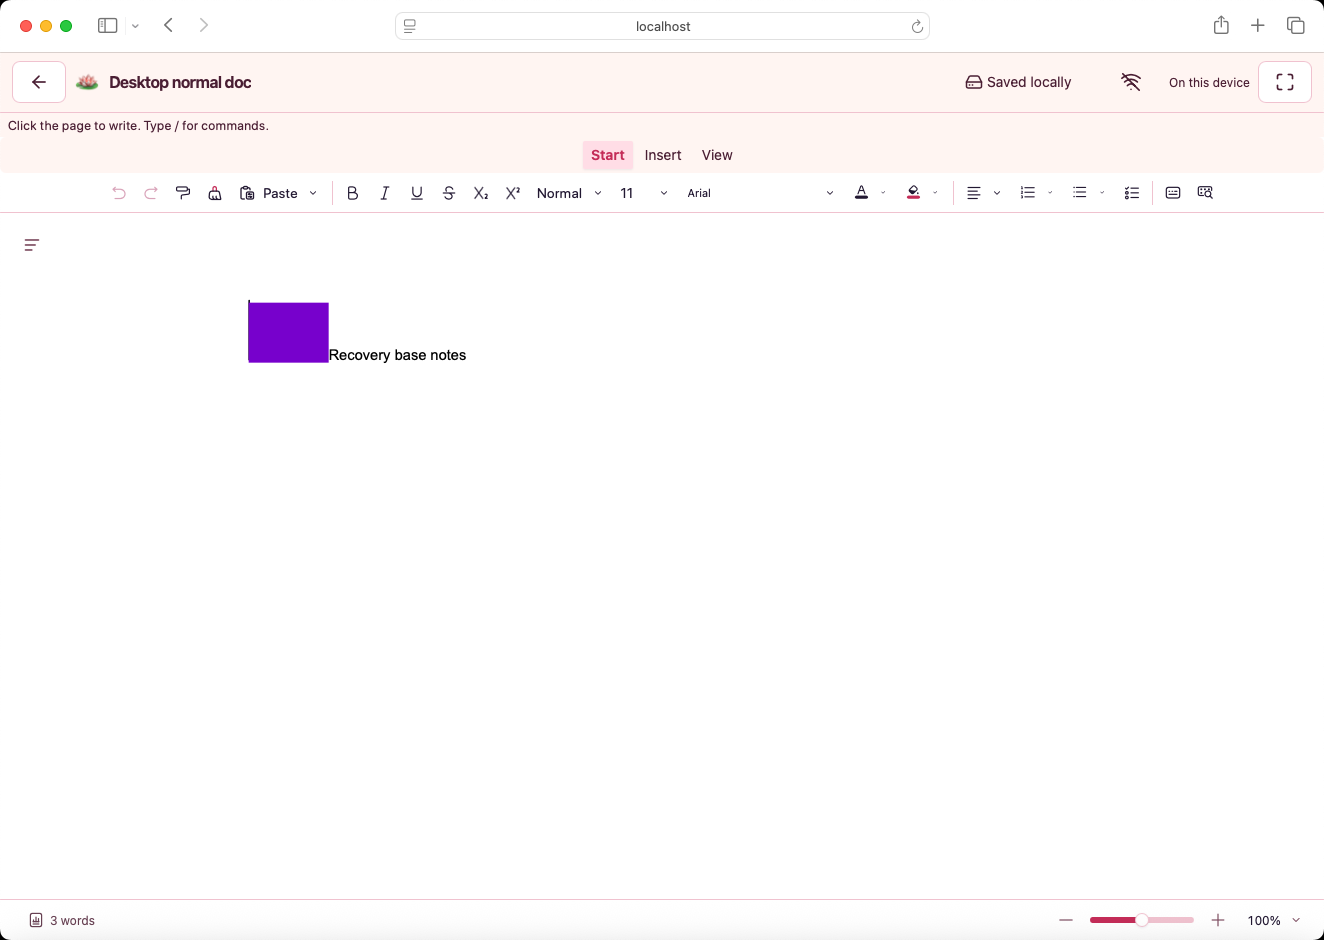 localhost
Desktop normal doc
Saved locally
On this device
Click the page to write. Type / for commands.
Start Insert View
Paste Normal 11 Arial
Recovery base notes
3 words
100%